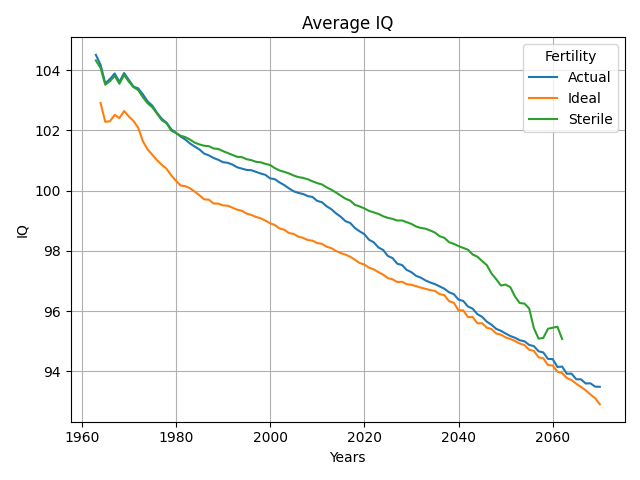 Average IQ
Fertility
Actual
Ideal
Sterile
IQ
104
102
100
98
96
94
1960
1980
2000
2020
2040
2060
Years